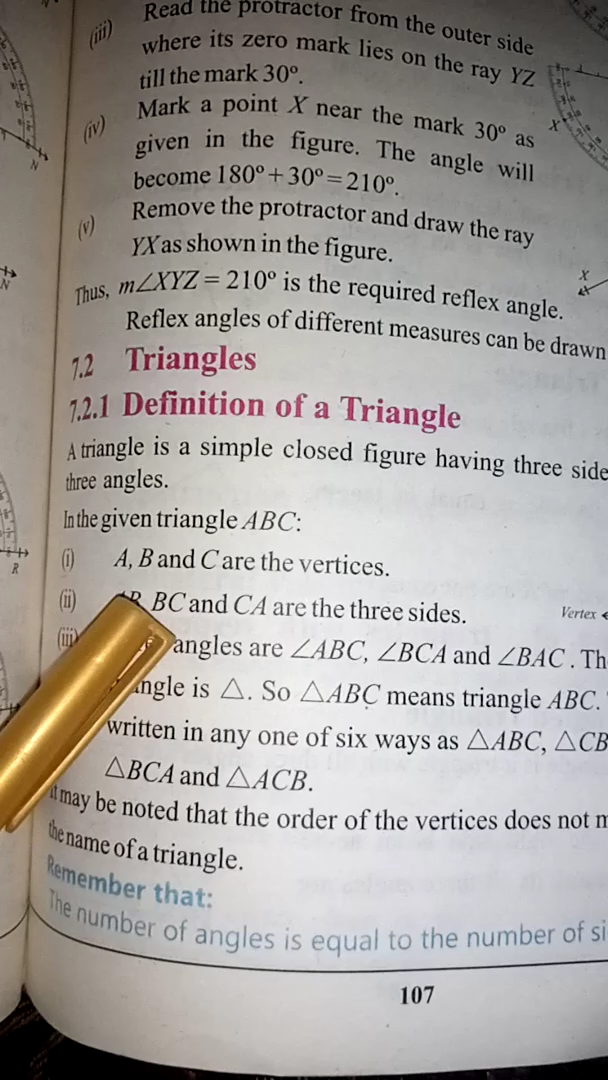 (iii) Read the protractor from the outer side
where its zero mark lies on the ray YZ
till the mark 30°.
(iv) Mark a point X near the mark 30° as
given in the figure. The angle will
become 180°+30°=210°.
(v) Remove the protractor and draw the ray
YX as shown in the figure.
Thus, m∠XYZ = 210° is the required reflex angle.
Reflex angles of different measures can be drawn
7.2 Triangles
7.2.1 Definition of a Triangle
A triangle is a simple closed figure having three side
three angles.
In the given triangle ABC:
(i) A, B and C are the vertices.
(ii) BC and CA are the three sides.
Vertex
(iii) angles are ∠ABC, ∠BCA and ∠BAC. Th
is △. So △ABC means triangle ABC.
written in any one of six ways as △ABC, △CB
△BCA and △ACB.
It may be noted that the order of the vertices does not m
the name of a triangle.
Remember that:
The number of angles is equal to the number of si
107
N
N
R
X
X